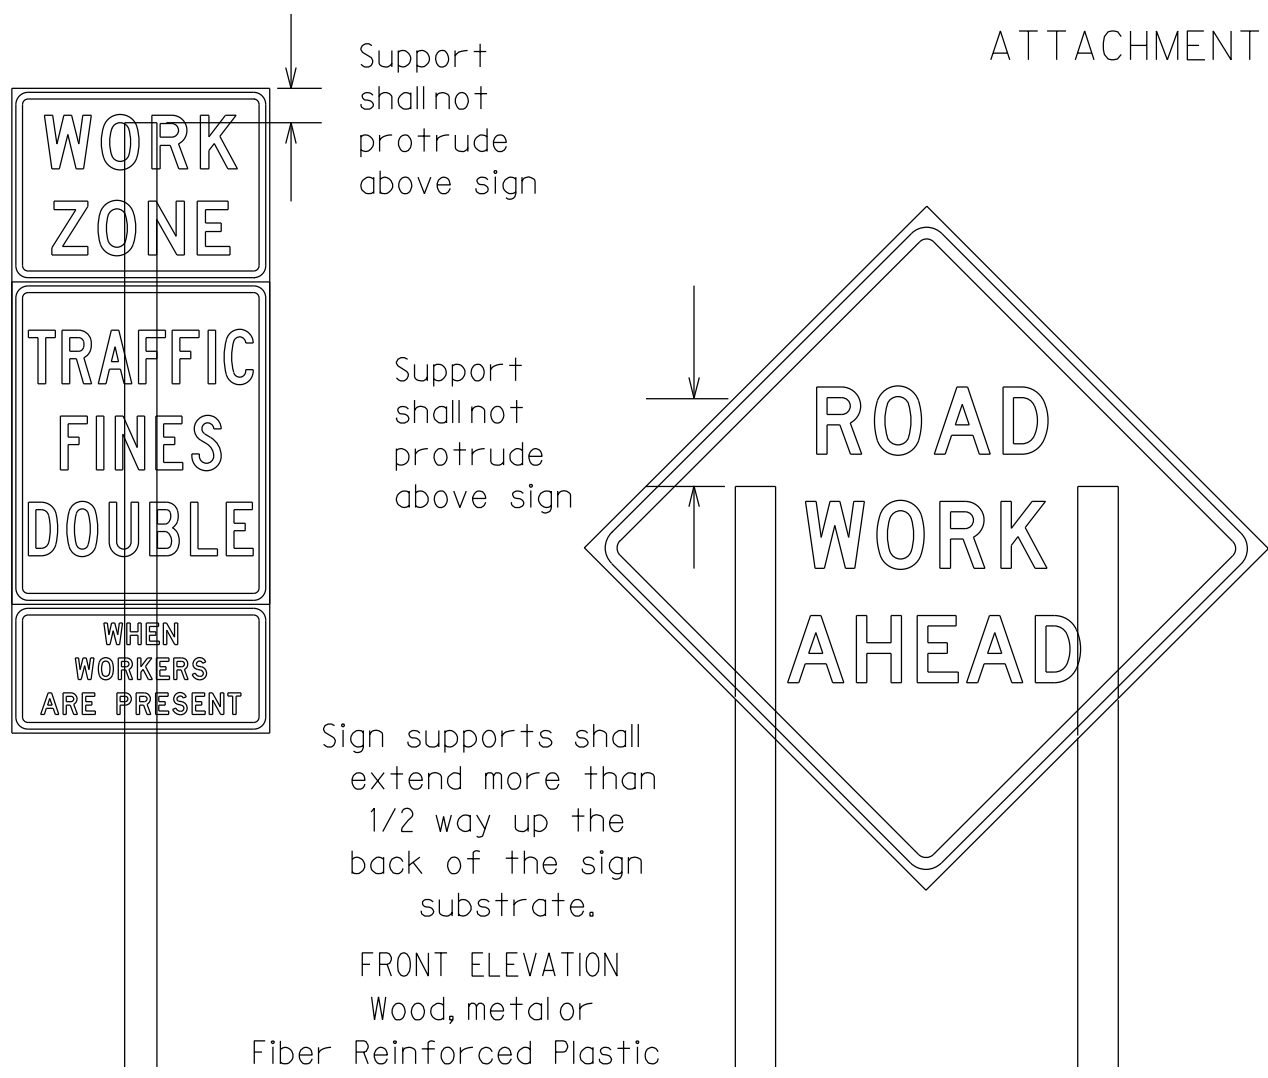 ATTACHMENT
Support
shall not
protrude
above sign
WORK
ZONE
TRAFFIC
FINES
DOUBLE
WHEN
WORKERS
ARE PRESENT
Support
shall not
protrude
above sign
ROAD
WORK
AHEAD
Sign supports shall
extend more than
1/2 way up the
back of the sign
substrate.
FRONT ELEVATION
Wood, metal or
Fiber Reinforced Plastic